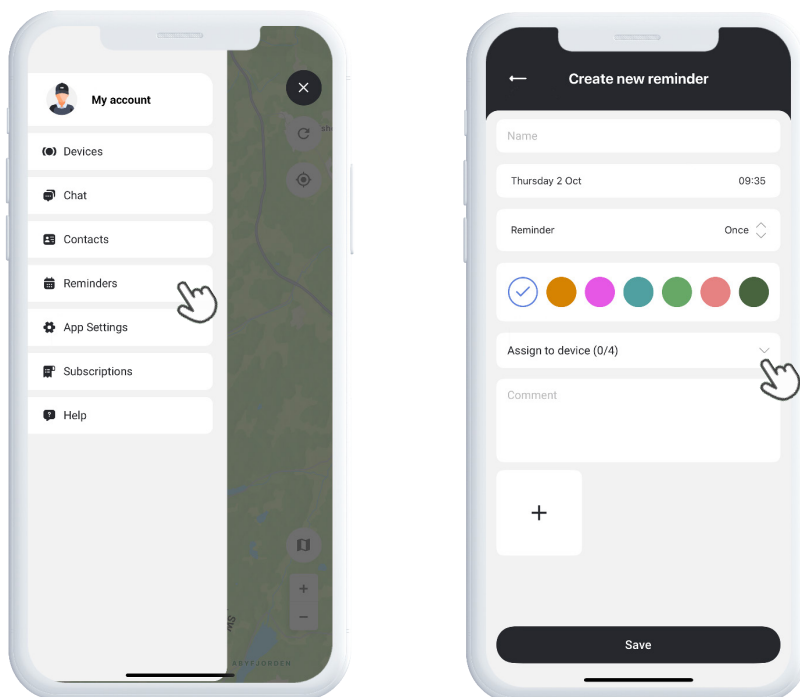 My account
Devices
Chat
Contacts
Reminders
App Settings
Subscriptions
Help
SW
Create new reminder
Name
Thursday 2 Oct 09:35
Reminder Once
Assign to device (0/4)
Comment
Save